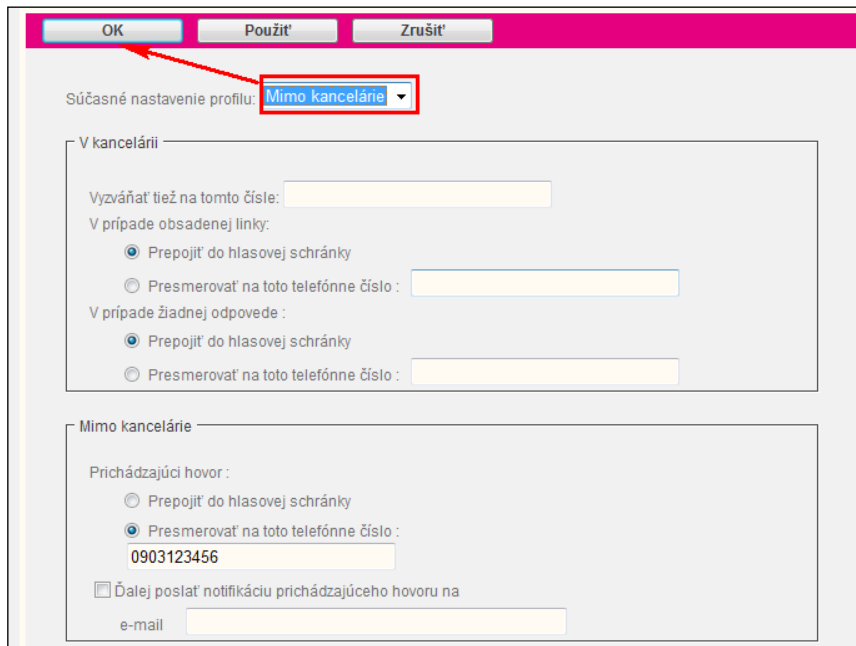 OK Použiť Zrušiť
Súčasné nastavenie profilu: Mimo kancelárie
V kancelárii
Vyzváňať tiež na tomto čísle:
V prípade obsadenej linky:
Prepojiť do hlasovej schránky
Presmerovať na toto telefónne číslo :
V prípade žiadnej odpovede :
Prepojiť do hlasovej schránky
Presmerovať na toto telefónne číslo :
Mimo kancelárie
Prichádzajúci hovor :
Prepojiť do hlasovej schránky
Presmerovať na toto telefónne číslo :
0903123456
Ďalej poslať notifikáciu prichádzajúceho hovoru na
e-mail